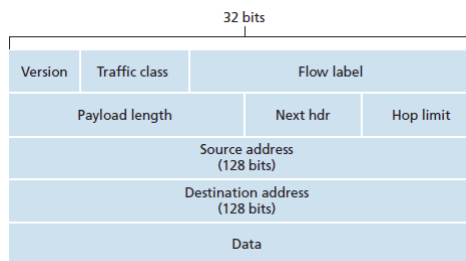 32 bits
Version Traffic class Flow label
Payload length Next hdr Hop limit
Source address
(128 bits)
Destination address
(128 bits)
Data